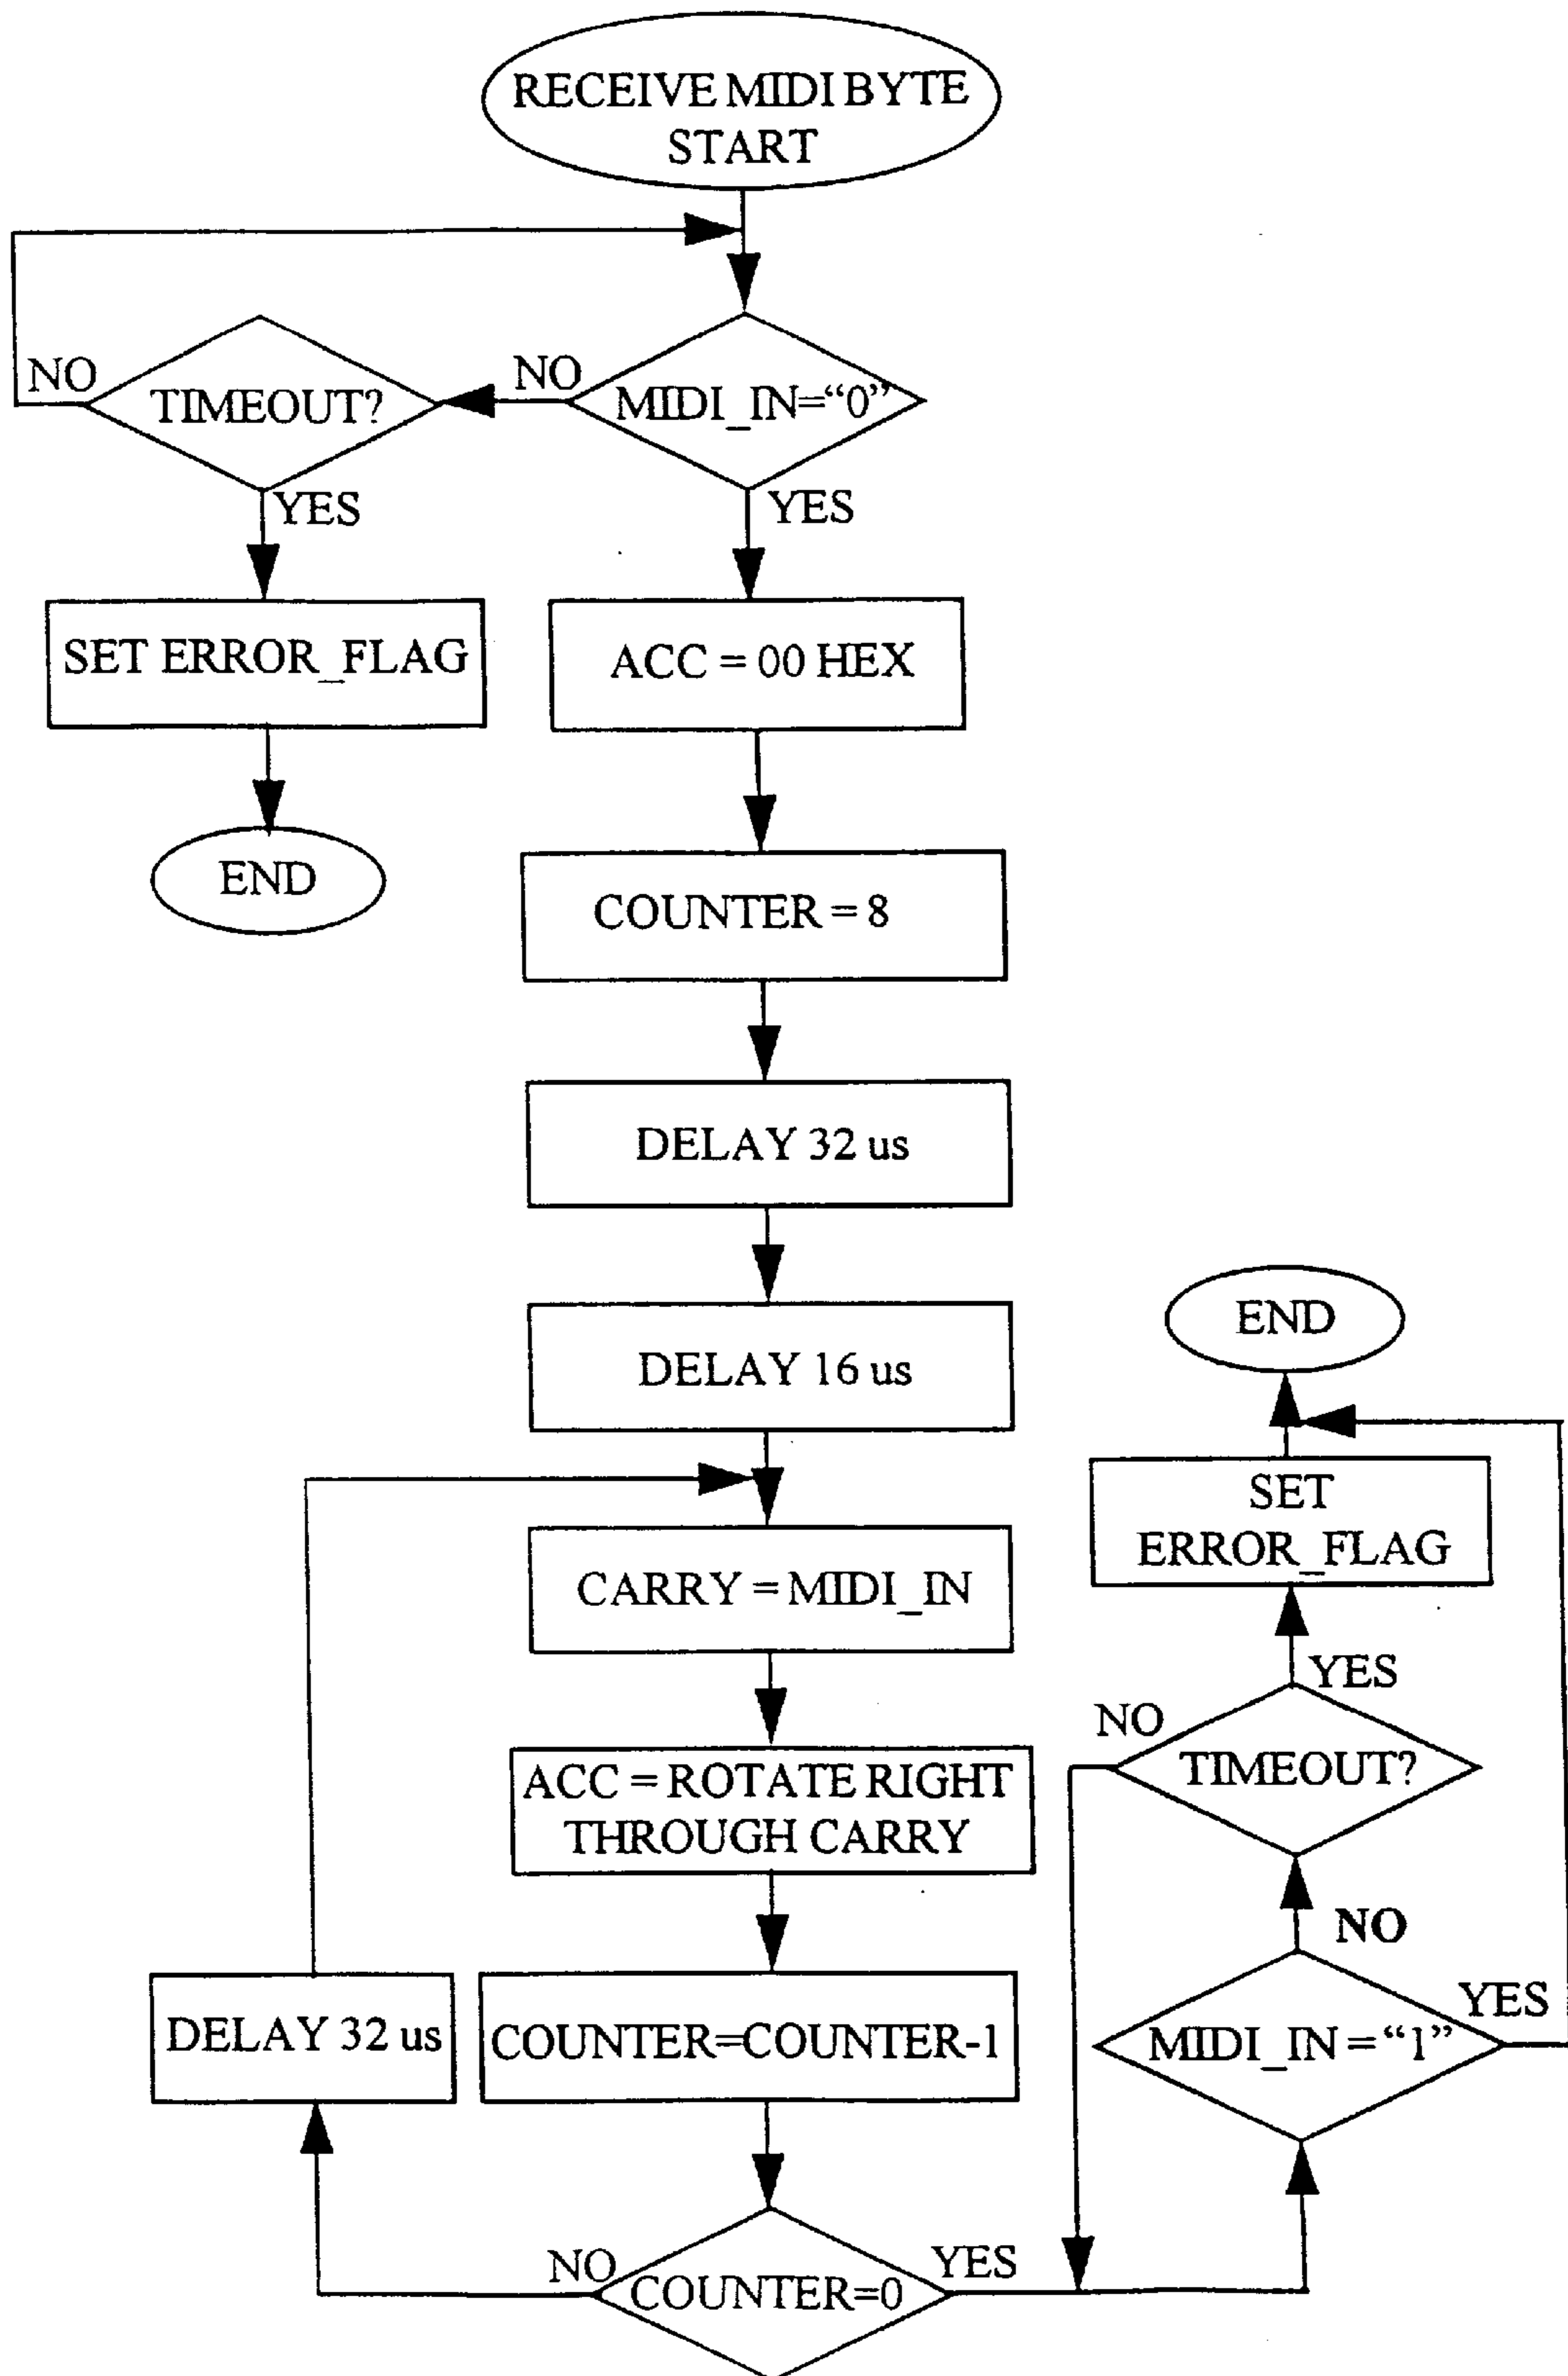 RECEIVE MIDI BYTE
START
NO
TIMEOUT?
NO
MIDI_IN=“0”
YES
YES
SET ERROR_FLAG
ACC = 00 HEX
END
COUNTER = 8
DELAY 32 us
DELAY 16 us
END
SET
ERROR_FLAG
CARRY = MIDI_IN
YES
NO
TIMEOUT?
ACC = ROTATE RIGHT
THROUGH CARRY
NO
YES
DELAY 32 us
COUNTER=COUNTER-1
MIDI_IN = “1”
NO
YES
COUNTER=0